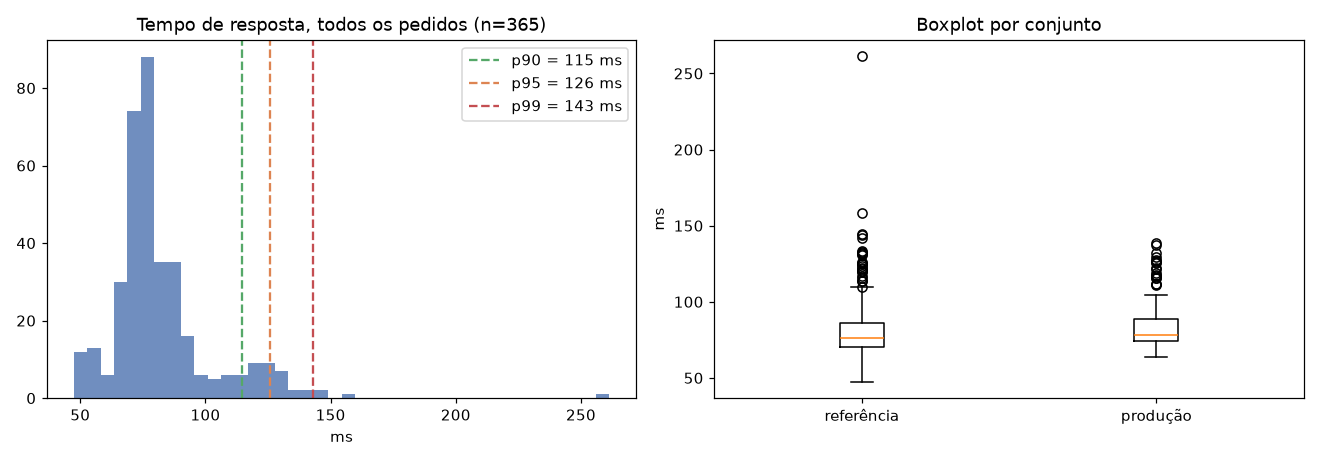 Tempo de resposta, todos os pedidos (n=365)
p90 = 115 ms
p95 = 126 ms
p99 = 143 ms
80
60
40
20
0
50 100 150 200 250
ms
Boxplot por conjunto
ms
250
200
150
100
50
referência produção